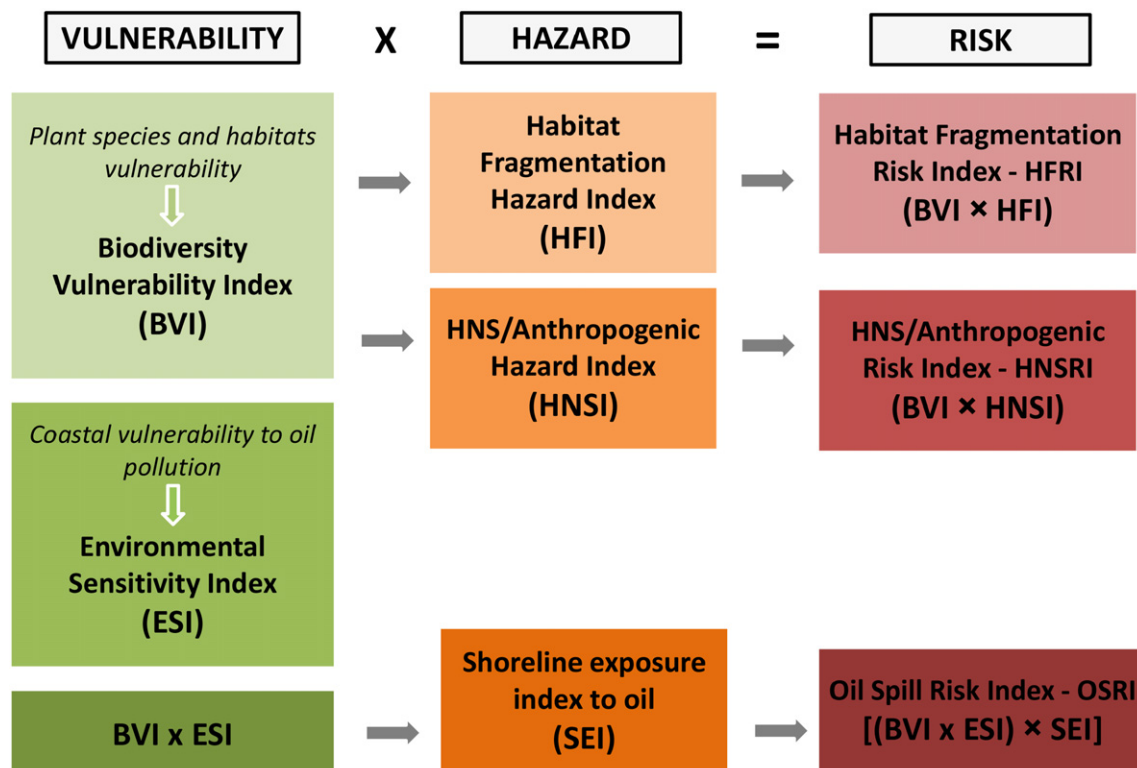 VULNERABILITY X HAZARD = RISK
Plant species and habitats
vulnerability
Biodiversity
Vulnerability Index
(BVI)
Habitat
Fragmentation
Hazard Index
(HFI)
Habitat Fragmentation
Risk Index - HFRI
(BVI × HFI)
HNS/Anthropogenic
Hazard Index
(HNSI)
HNS/Anthropogenic
Risk Index - HNSRI
(BVI × HNSI)
Coastal vulnerability to oil
pollution
Environmental
Sensitivity Index
(ESI)
BVI x ESI
Shoreline exposure
index to oil
(SEI)
Oil Spill Risk Index - OSRI
[(BVI x ESI) × SEI]